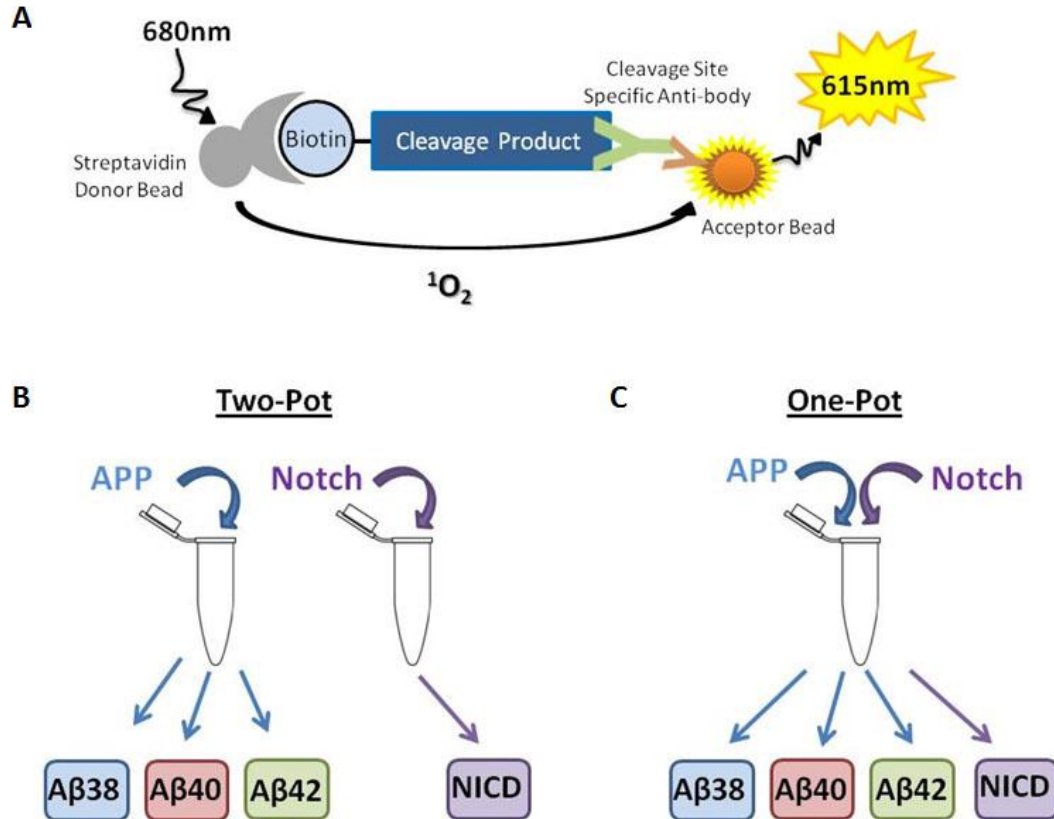 A
680nm
Streptavidin
Donor Bead
Biotin
Cleavage Product
Cleavage Site
Specific Anti-body
615nm
Acceptor Bead
¹O₂
B
Two-Pot
APP
Notch
Aβ38
Aβ40
Aβ42
NICD
C
One-Pot
APP
Notch
Aβ38
Aβ40
Aβ42
NICD